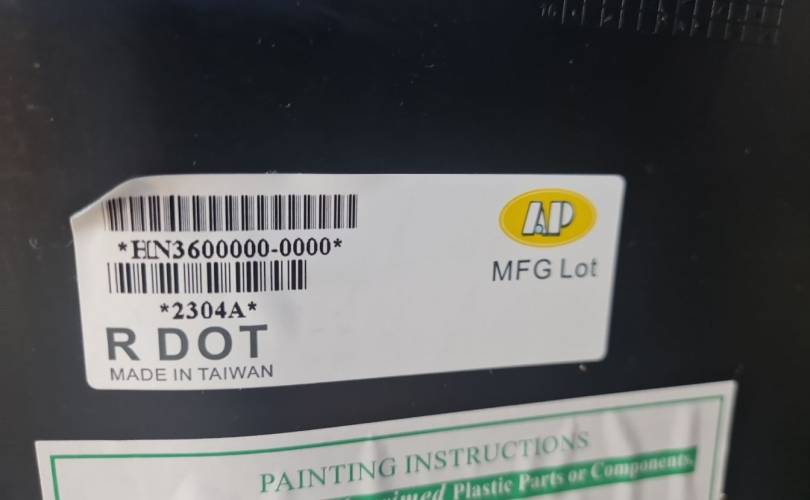 *HN3600000-0000*
*2304A*
R DOT
MADE IN TAIWAN
AP
MFG Lot
PAINTING INSTRUCTIONS
Plastic Parts or Components.